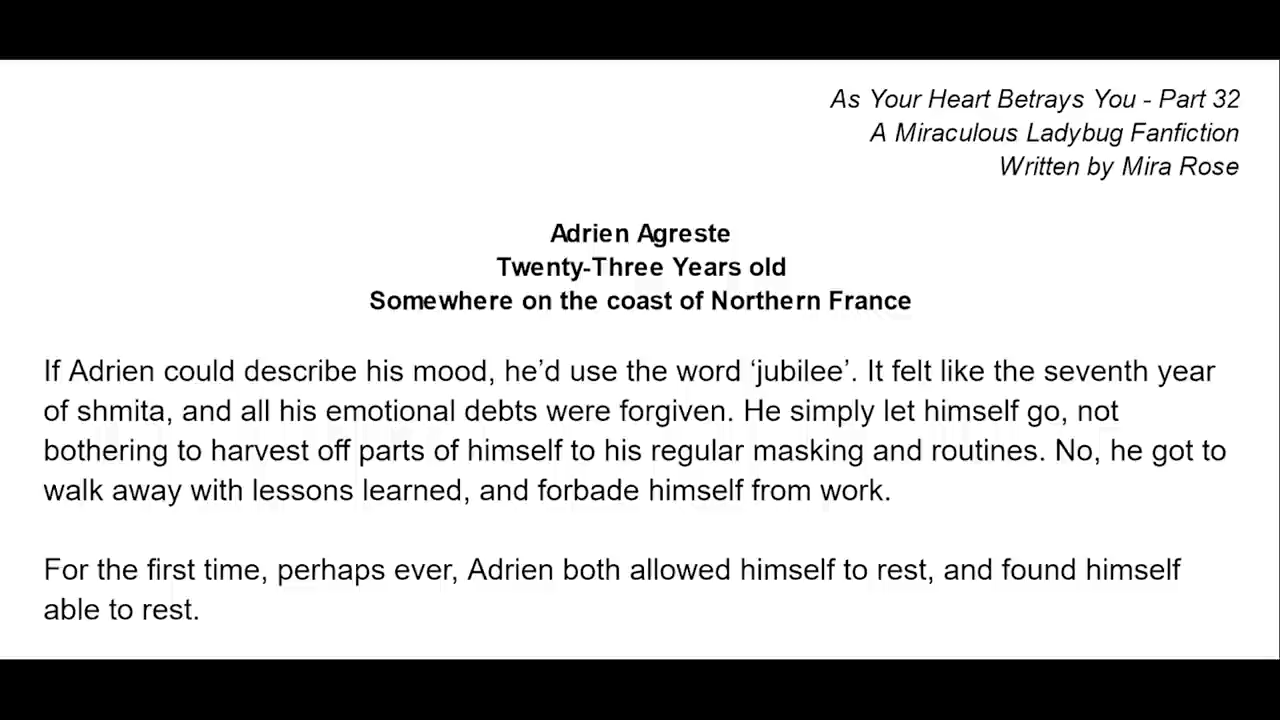 As Your Heart Betrays You - Part 32
A Miraculous Ladybug Fanfiction
Written by Mira Rose
Adrien Agreste
Twenty-Three Years old
Somewhere on the coast of Northern France
If Adrien could describe his mood, he’d use the word ‘jubilee’. It felt like the seventh year
of shmita, and all his emotional debts were forgiven. He simply let himself go, not
bothering to harvest off parts of himself to his regular masking and routines. No, he got to
walk away with lessons learned, and forbade himself from work.
For the first time, perhaps ever, Adrien both allowed himself to rest, and found himself
able to rest.